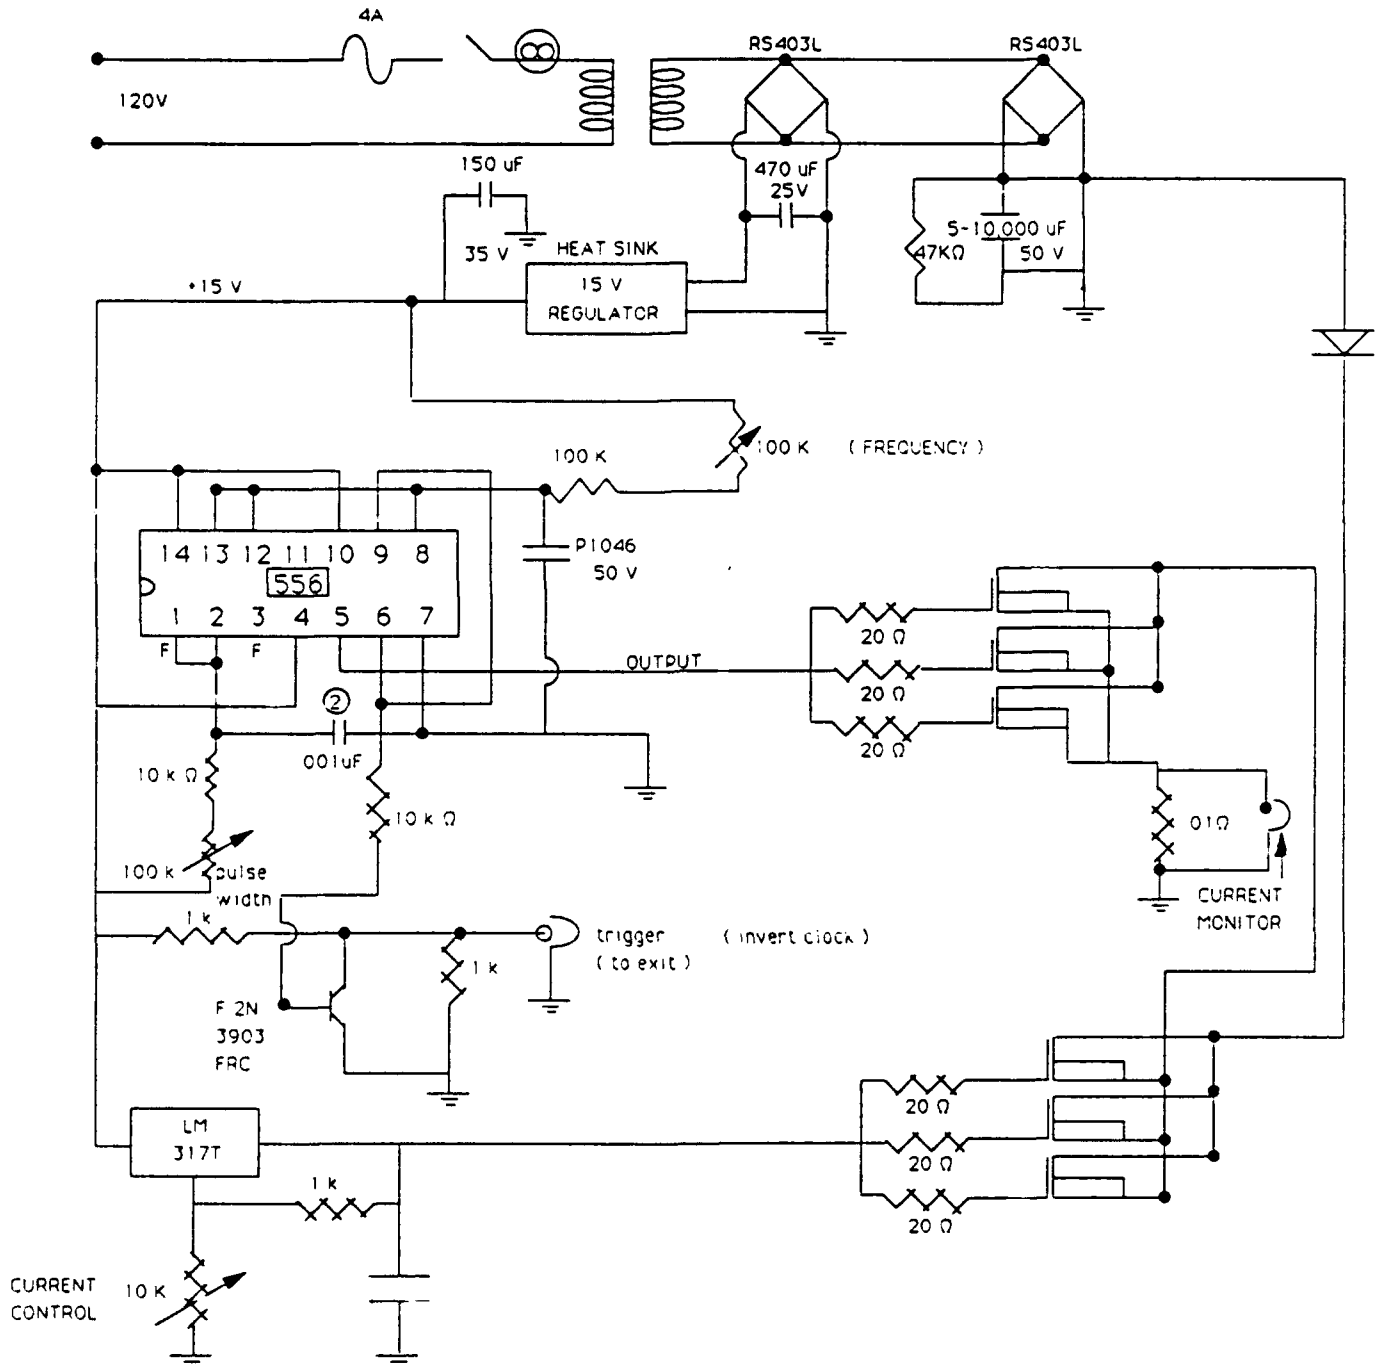 4A
RS403L
RS403L
120V
150 uF
470 uF
25V
35 V
HEAT SINK
5-10,000 uF
47KΩ
50 V
+15 V
15 V
REGULATOR
100 K
100 K
( FREQUENCY )
14 13 12 11 10 9 8
556
1 2 3 4 5 6 7
F
F
P1046
50 V
20 Ω
OUTPUT
20 Ω
20 Ω
2
001uF
10 k Ω
10 k Ω
01Ω
100 k
pulse
width
CURRENT
MONITOR
1 k
trigger
( invert clock )
( to exit )
1 k
F 2N
3903
FRC
LM
317T
20 Ω
20 Ω
20 Ω
1 k
CURRENT
CONTROL
10 K